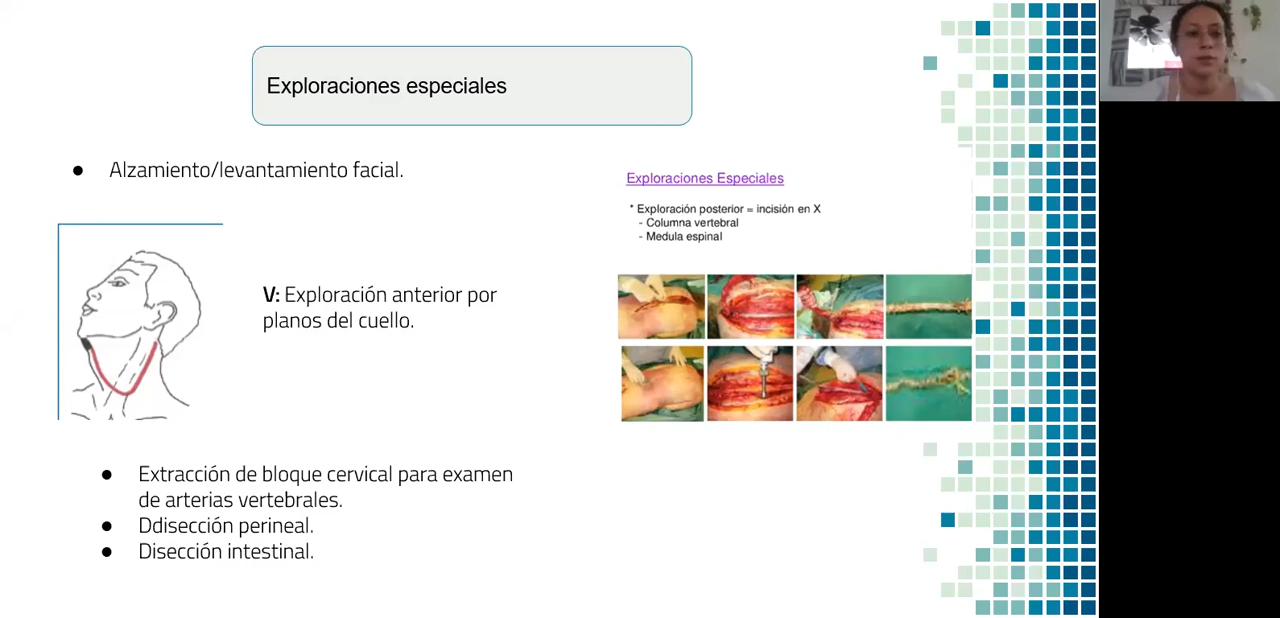 Exploraciones especiales
● Alzamiento/levantamiento facial.
V: Exploración anterior por
planos del cuello.
● Extracción de bloque cervical para examen
de arterias vertebrales.
● Ddisección perineal.
● Disección intestinal.
Exploraciones Especiales
* Exploración posterior = incisión en X
- Columna vertebral
- Medula espinal